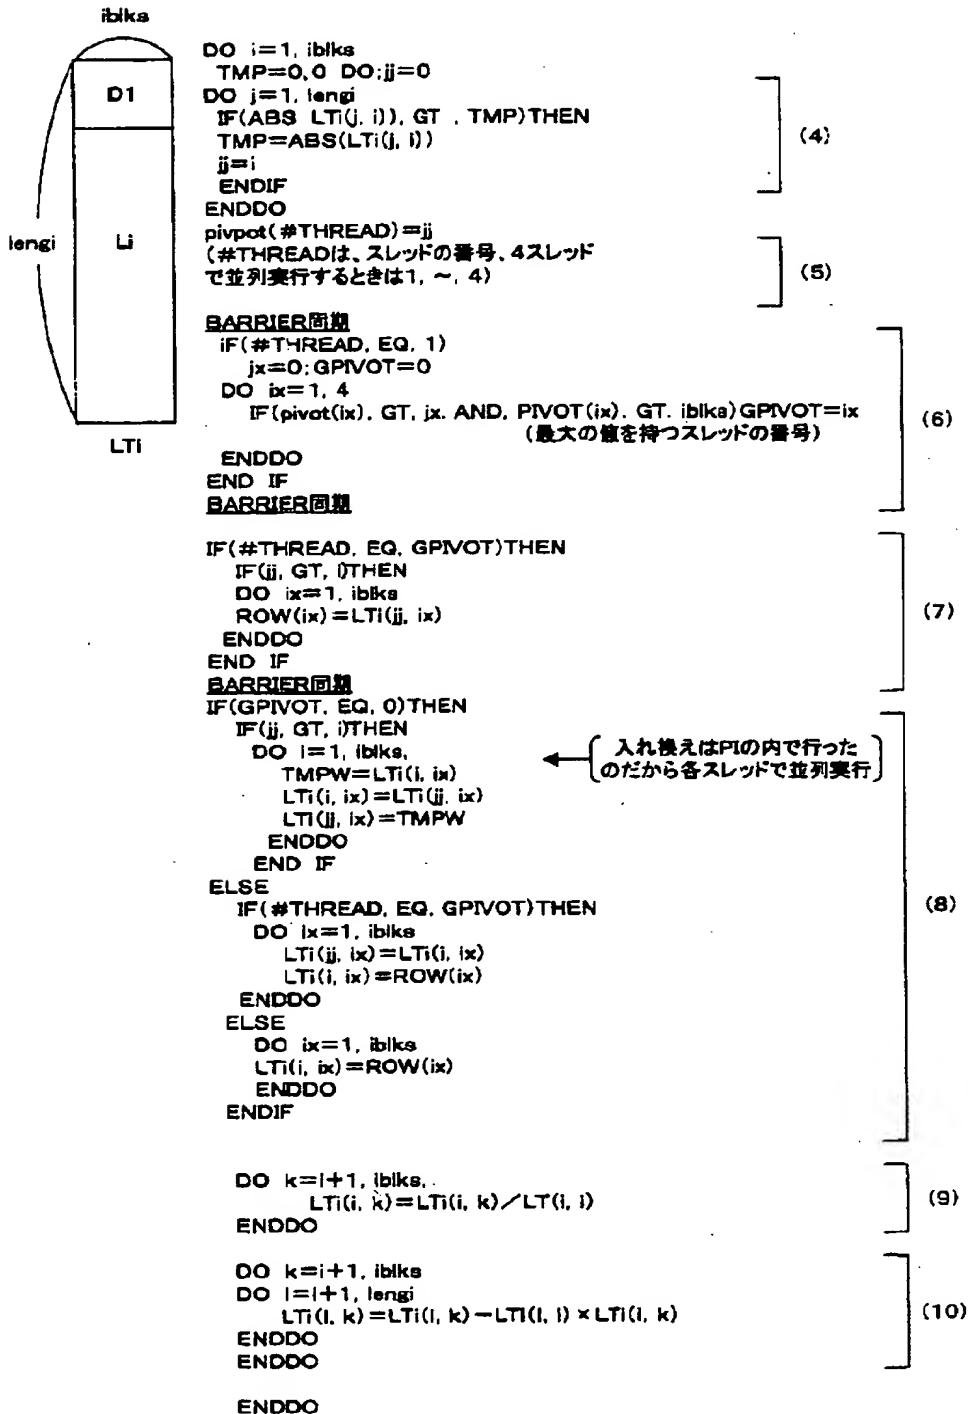 iblks
D1
Li
lengi
LTi
DO i=1, iblks
TMP=0.0 DO;jj=0
DO j=1, lengi
IF(ABS LTi(j, i)), GT , TMP)THEN
TMP=ABS(LTi(j, i))
jj=i
ENDIF
ENDDO
(4)
pivpot(#THREAD)=jj
(#THREADは、スレッドの番号、4スレッド
で並列実行するときは1, ~, 4)
(5)
BARRIER同期
iF(#THREAD, EQ, 1)
jx=0;GPIVOT=0
DO ix=1, 4
IF(pivot(ix). GT, jx. AND, PIVOT(ix). GT. iblks)GPIVOT=ix
(最大の値を持つスレッドの番号)
ENDDO
END IF
BARRIER同期
(6)
IF(#THREAD, EQ, GPIVOT)THEN
IF(jj, GT, i)THEN
DO ix=1, iblks
ROW(ix)=LTi(jj, ix)
ENDDO
END IF
BARRIER同期
(7)
IF(GPIVOT, EQ, 0)THEN
IF(jj, GT, i)THEN
DO i=1, iblks,
TMPW=LTi(i, ix)
LTi(i, ix)=LTi(jj, ix)
LTi(jj, ix)=TMPW
ENDDO
END IF
入れ換えはPIの内で行った
のだから各スレッドで並列実行
ELSE
IF(#THREAD, EQ, GPIVOT)THEN
DO ix=1, iblks
LTi(jj, ix)=LTi(i, ix)
LTi(i, ix)=ROW(ix)
ENDDO
ELSE
DO ix=1, iblks
LTi(i, ix)=ROW(ix)
ENDDO
ENDIF
(8)
DO k=i+1, iblks,
LTi(i, k)=LTi(i, k)/LT(i, i)
ENDDO
(9)
DO k=i+1, iblks
DO l=i+1, lengi
LTi(l, k)=LTi(l, k)-LTi(l, i)×LTi(i, k)
ENDDO
ENDDO
(10)
ENDDO